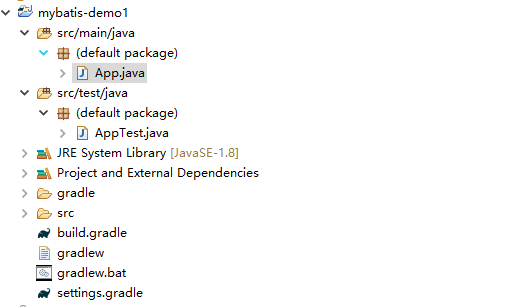 mybatis-demo1
src/main/java
(default package)
App.java
src/test/java
(default package)
AppTest.java
JRE System Library [JavaSE-1.8]
Project and External Dependencies
gradle
src
build.gradle
gradlew
gradlew.bat
settings.gradle